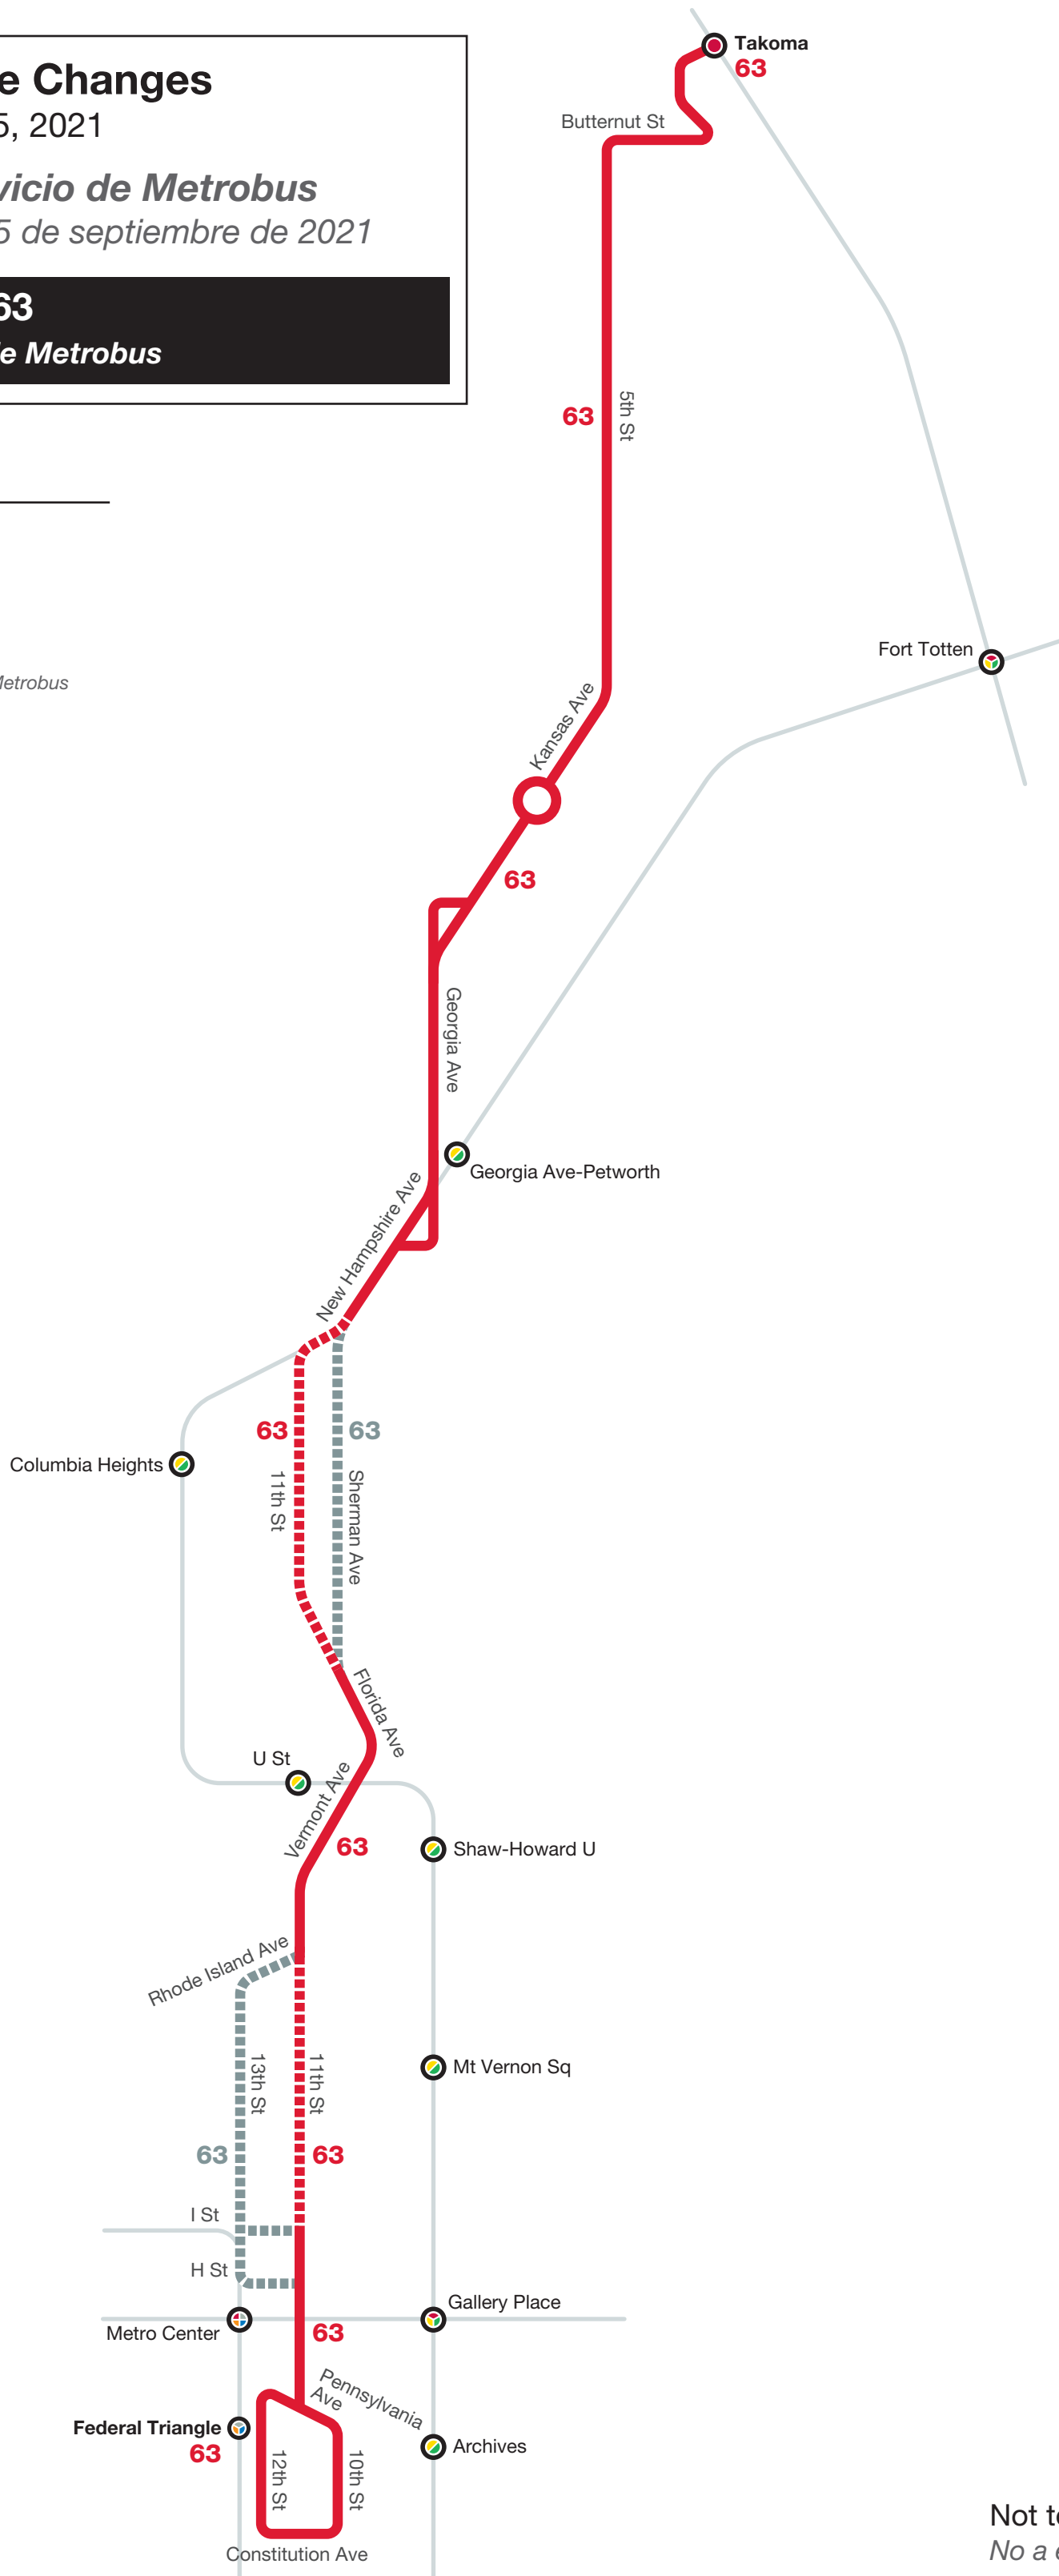 e Changes
5, 2021
vicio de Metrobus
5 de septiembre de 2021
63
de Metrobus
Metrobus
Takoma
63
Butternut St
63
5th St
Fort Totten
Kansas Ave
63
Georgia Ave
Georgia Ave-Petworth
New Hampshire Ave
63
63
Columbia Heights
11th St
Sherman Ave
Florida Ave
U St
Vermont Ave
63
Shaw-Howard U
Rhode Island Ave
13th St
11th St
Mt Vernon Sq
63
63
I St
H St
Gallery Place
Metro Center
63
Pennsylvania
Ave
Federal Triangle
63
Archives
12th St
10th St
Constitution Ave
Not t
No a